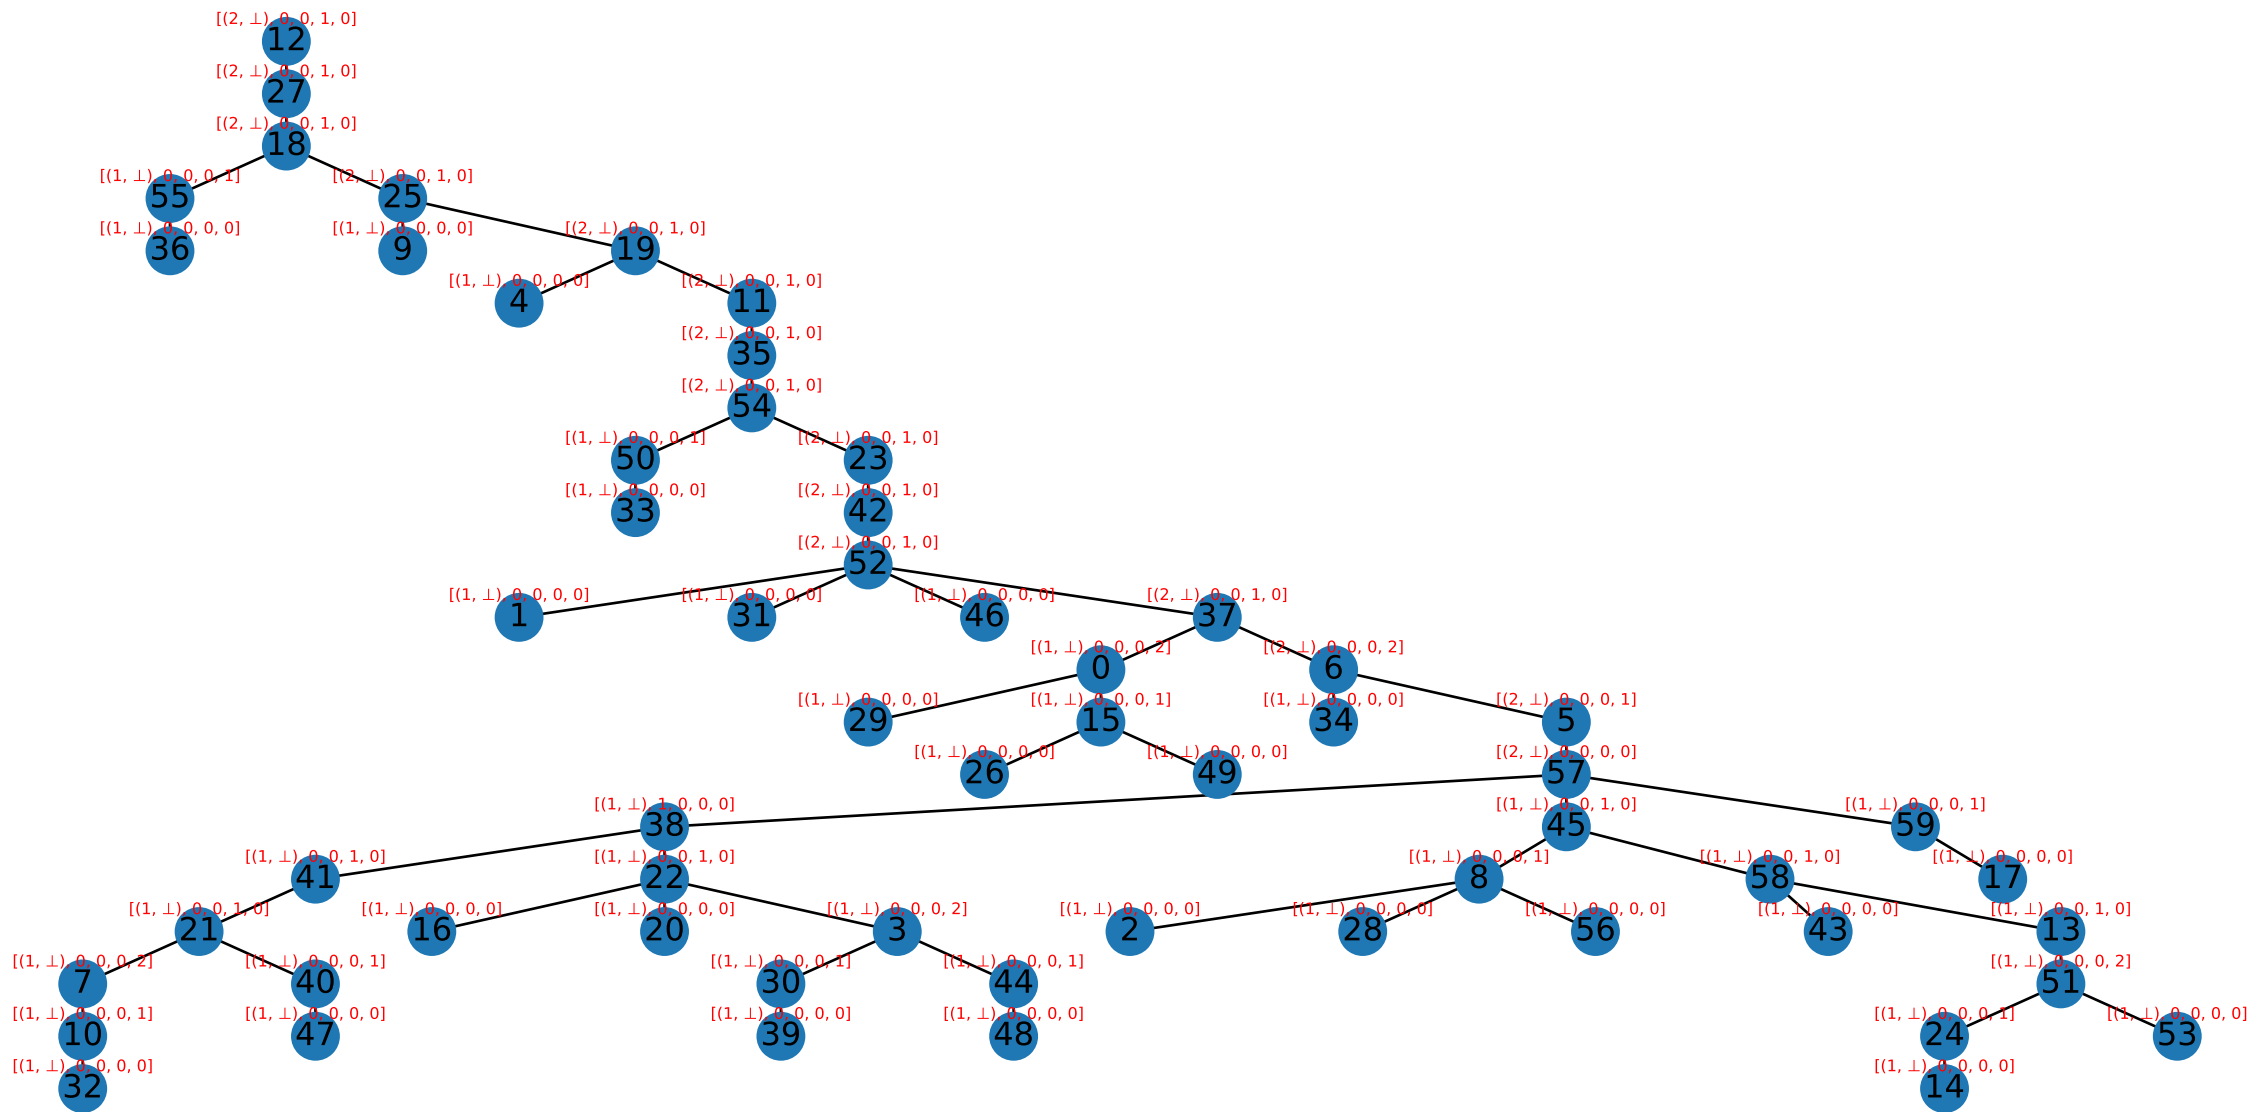 [(2, ⊥), 0, 0, 1, 0]
12
[(2, ⊥), 0, 0, 1, 0]
27
[(2, ⊥), 0, 0, 1, 0]
18
[(1, ⊥), 0, 0, 0, 1] [(2, ⊥), 0, 0, 1, 0]
55 25
[(1, ⊥), 0, 0, 0, 0] [(1, ⊥), 0, 0, 0, 0] [(2, ⊥), 0, 0, 1, 0]
36 9 19
[(1, ⊥), 0, 0, 0, 0] [(2, ⊥), 0, 0, 1, 0]
4 11
[(2, ⊥), 0, 0, 1, 0]
35
[(2, ⊥), 0, 0, 1, 0]
54
[(1, ⊥), 0, 0, 0, 1] [(2, ⊥), 0, 0, 1, 0]
50 23
[(1, ⊥), 0, 0, 0, 0] [(2, ⊥), 0, 0, 1, 0]
33 42
[(2, ⊥), 0, 0, 1, 0]
52
[(1, ⊥), 0, 0, 0, 0] [(1, ⊥), 0, 0, 0, 0] [(1, ⊥), 0, 0, 0, 0] [(2, ⊥), 0, 0, 1, 0]
1 31 46 37
[(1, ⊥), 0, 0, 0, 2] [(2, ⊥), 0, 0, 0, 2]
0 6
[(1, ⊥), 0, 0, 0, 0] [(1, ⊥), 0, 0, 0, 1] [(1, ⊥), 0, 0, 0, 0] [(2, ⊥), 0, 0, 0, 1]
29 15 34 5
[(1, ⊥), 0, 0, 0, 0] [(1, ⊥), 0, 0, 0, 0] [(2, ⊥), 0, 0, 0, 0]
26 49 57
[(1, ⊥), 1, 0, 0, 0] [(1, ⊥), 0, 0, 1, 0] [(1, ⊥), 0, 0, 0, 1]
38 45 59
[(1, ⊥), 0, 0, 1, 0] [(1, ⊥), 0, 0, 1, 0] [(1, ⊥), 0, 0, 0, 1] [(1, ⊥), 0, 0, 1, 0] [(1, ⊥), 0, 0, 0, 0]
41 22 8 58 17
[(1, ⊥), 0, 0, 1, 0] [(1, ⊥), 0, 0, 0, 0] [(1, ⊥), 0, 0, 0, 0] [(1, ⊥), 0, 0, 0, 2] [(1, ⊥), 0, 0, 0, 0] [(1, ⊥), 0, 0, 0, 0] [(1, ⊥), 0, 0, 0, 0] [(1, ⊥), 0, 0, 0, 0] [(1, ⊥), 0, 0, 1, 0]
21 16 20 3 2 28 56 43 13
[(1, ⊥), 0, 0, 0, 2] [(1, ⊥), 0, 0, 0, 1] [(1, ⊥), 0, 0, 0, 1] [(1, ⊥), 0, 0, 0, 1] [(1, ⊥), 0, 0, 0, 2]
7 40 30 44 51
[(1, ⊥), 0, 0, 0, 1] [(1, ⊥), 0, 0, 0, 0] [(1, ⊥), 0, 0, 0, 0] [(1, ⊥), 0, 0, 0, 0] [(1, ⊥), 0, 0, 0, 1] [(1, ⊥), 0, 0, 0, 0]
10 47 39 48 24 53
[(1, ⊥), 0, 0, 0, 0] [(1, ⊥), 0, 0, 0, 0]
32 14